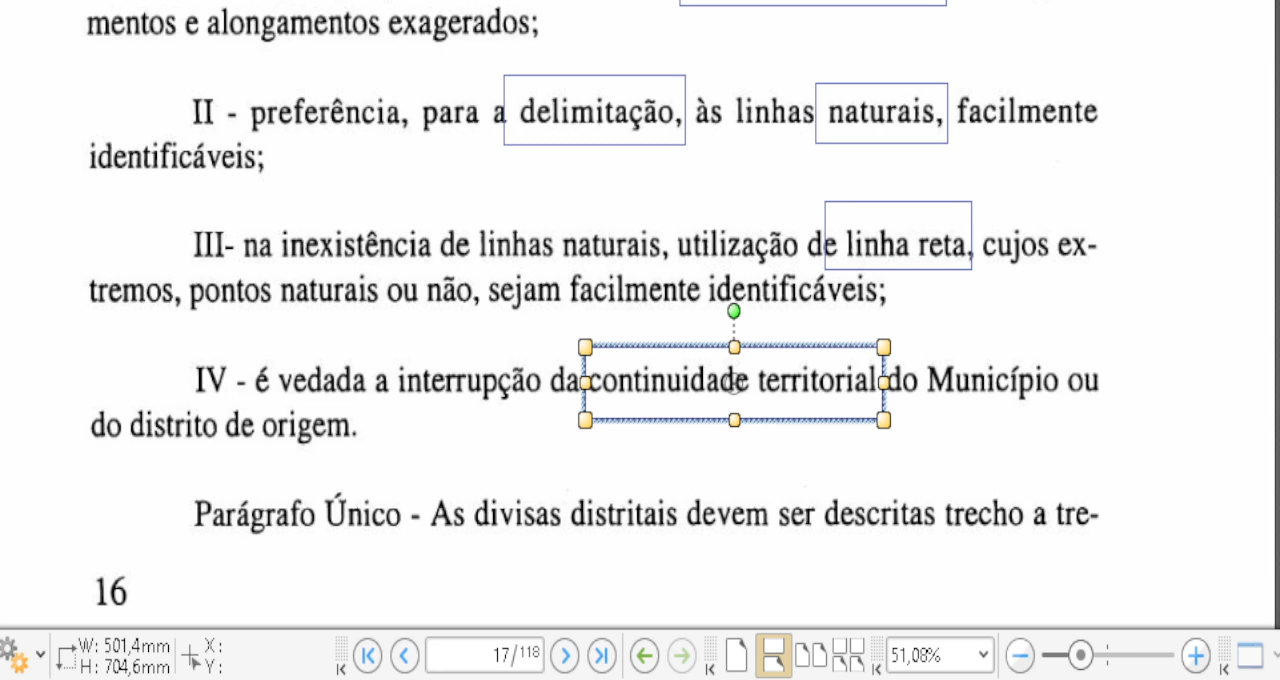 mentos e alongamentos exagerados;
II - preferência, para a delimitação, às linhas naturais, facilmente
identificáveis;
III- na inexistência de linhas naturais, utilização de linha reta, cujos ex-
tremos, pontos naturais ou não, sejam facilmente identificáveis;
IV - é vedada a interrupção da continuidade territorial do Município ou
do distrito de origem.
Parágrafo Único - As divisas distritais devem ser descritas trecho a tre-
16
W: 501,4mm X:
H: 704,6mm Y:
17/118
51,08%